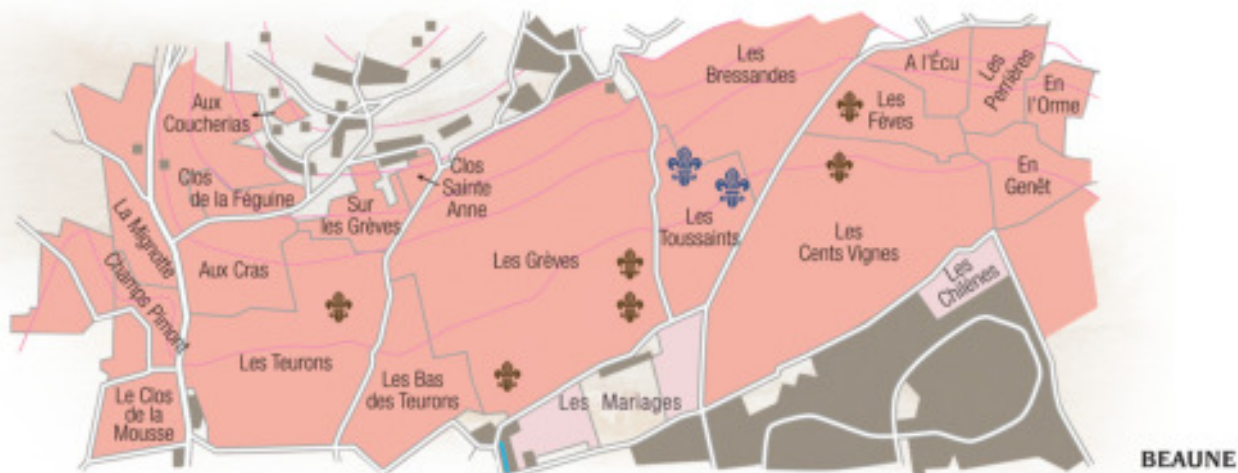 Les
Bressandes
A l'Écu
Les
Perrières
En
l'Orme
Aux
Coucherias
Les
Fèves
Clos
de la Féguine
Clos
Sainte
Anne
En
Genêt
Sur
les Grèves
La Mignotte
Les
Toussaints
Les
Cents Vignes
Champs Pimont
Aux Cras
Les Grèves
Les
Chilènes
Les Teurons
Les Bas
des Teurons
Les Mariages
Le Clos
de la
Mousse
BEAUNE